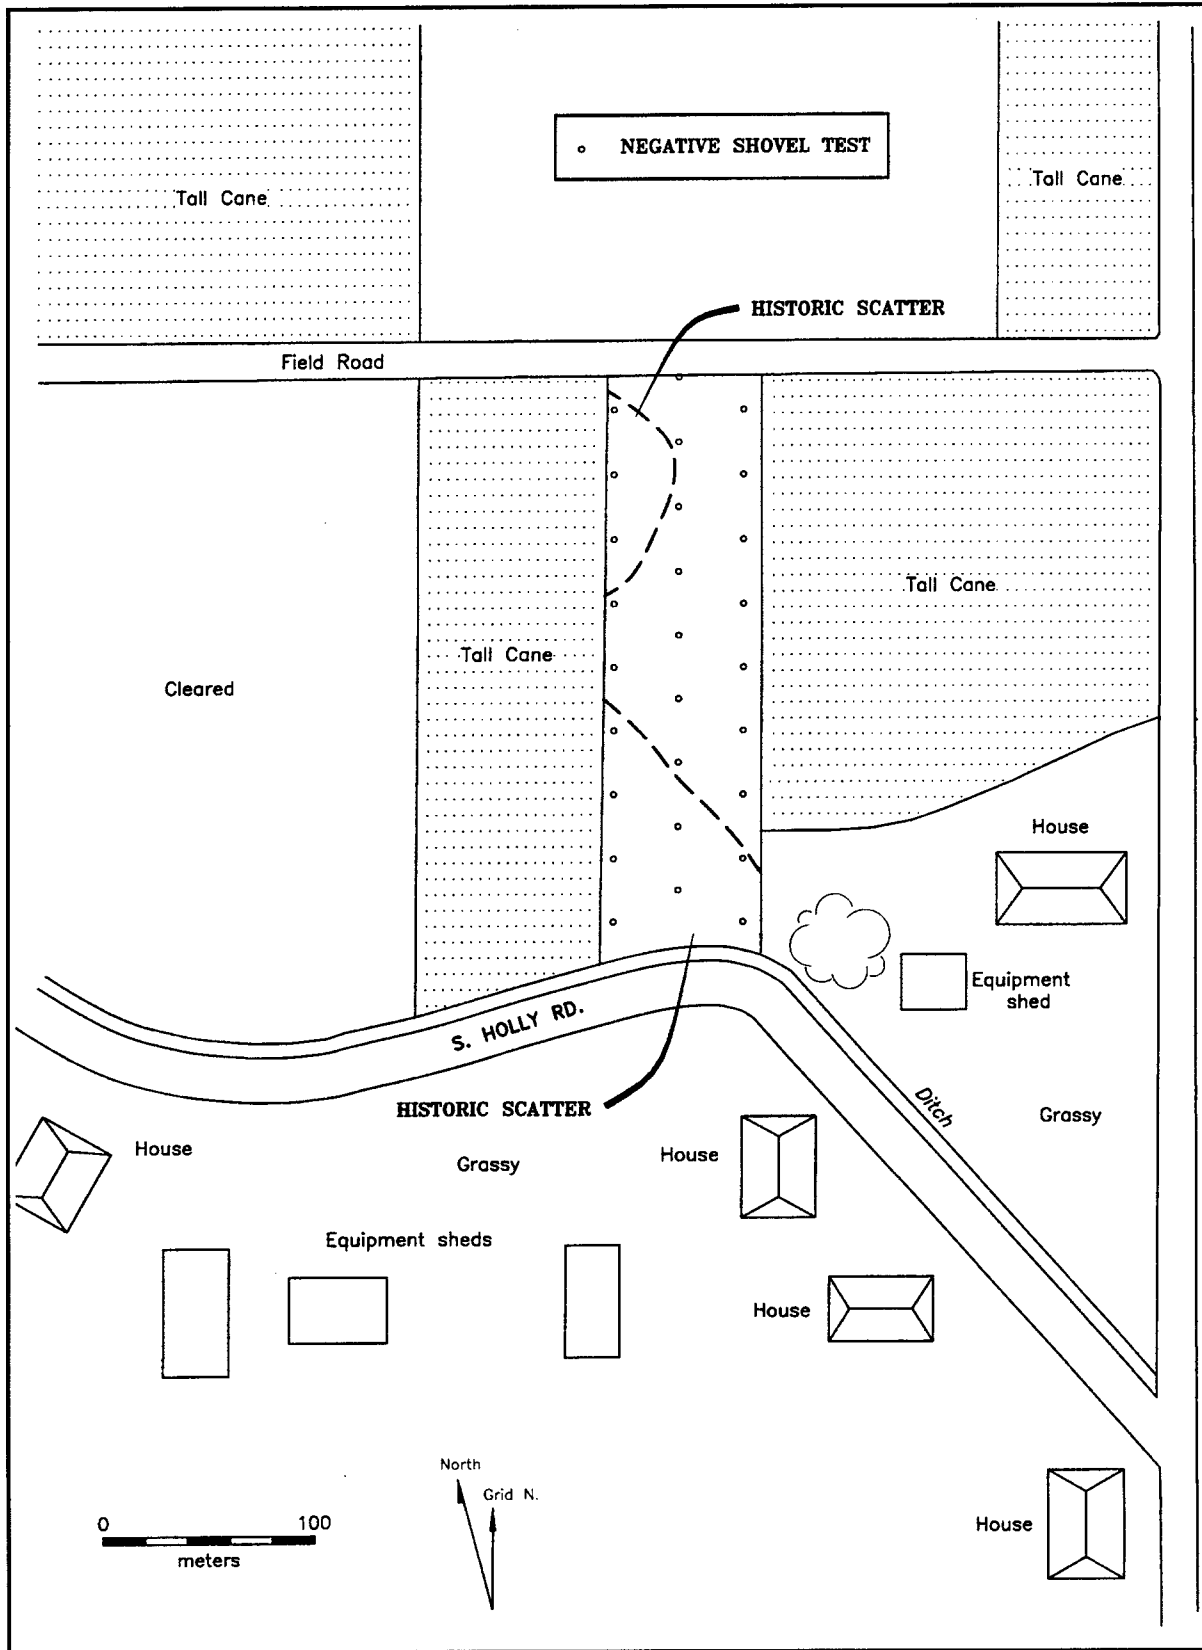 NEGATIVE SHOVEL TEST
Tall Cane
Tall Cane
HISTORIC SCATTER
Field Road
Tall Cane
Tall Cane
Cleared
House
Equipment
shed
S. HOLLY RD.
HISTORIC SCATTER
Ditch
Grassy
House
Grassy
House
Equipment sheds
House
North
Grid N.
0 100
meters
House